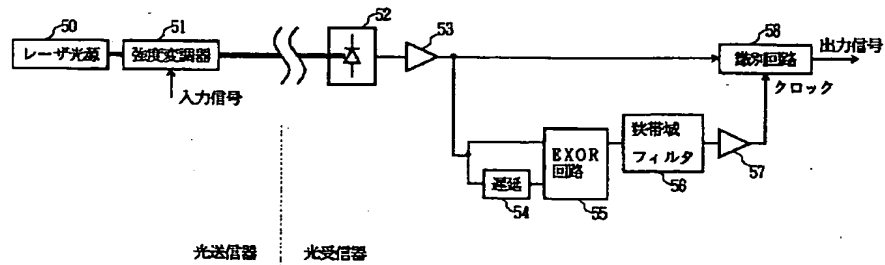 50
レーザ光源
51
強度変調器
入力信号
52
53
58
識別回路
出力信号
クロック
遅延
54
EXOR
回路
55
狭帯域
フィルタ
56
57
光送信器
光受信器